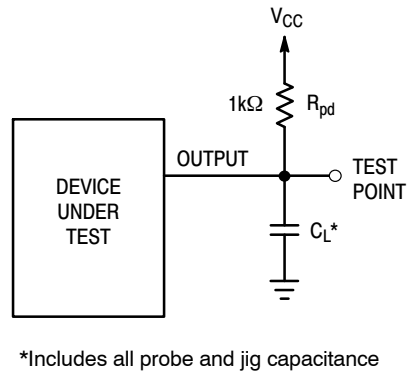 VCC
1kΩ Rpd
OUTPUT
TEST
POINT
DEVICE
UNDER
TEST
CL*
*Includes all probe and jig capacitance